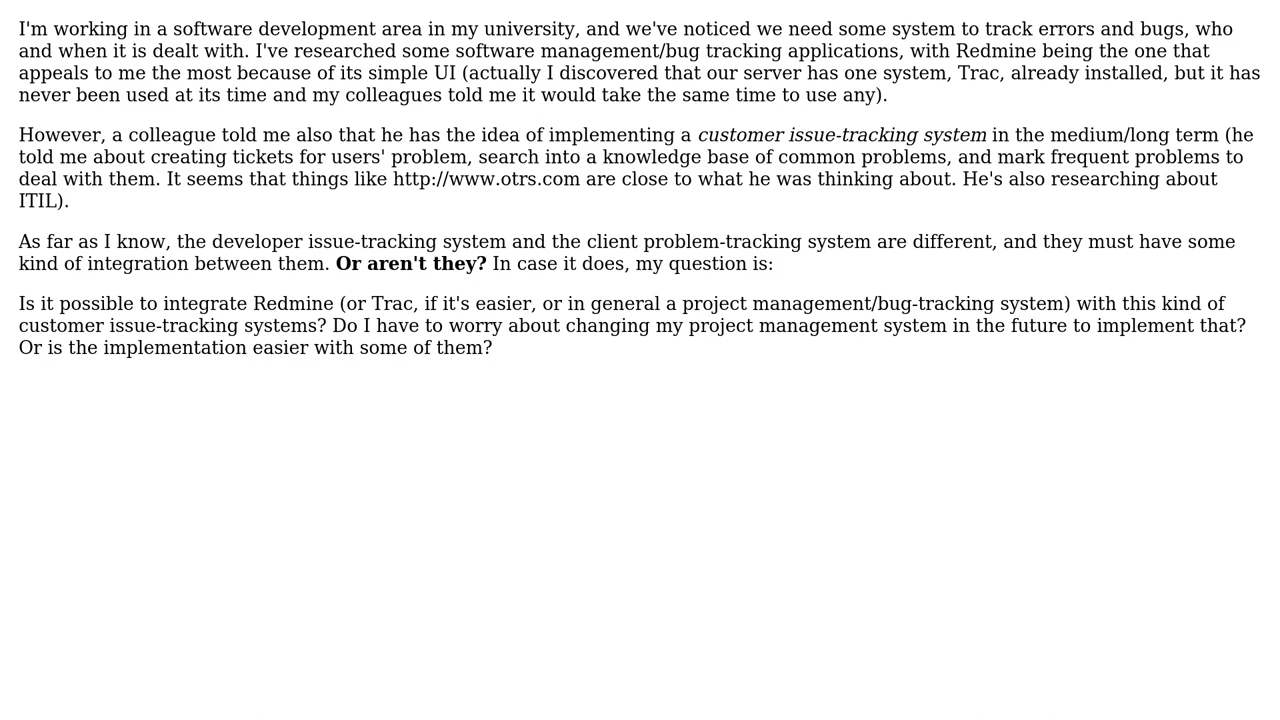 I'm working in a software development area in my university, and we've noticed we need some system to track errors and bugs, who
and when it is dealt with. I've researched some software management/bug tracking applications, with Redmine being the one that
appeals to me the most because of its simple UI (actually I discovered that our server has one system, Trac, already installed, but it has
never been used at its time and my colleagues told me it would take the same time to use any).
However, a colleague told me also that he has the idea of implementing a customer issue-tracking system in the medium/long term (he
told me about creating tickets for users' problem, search into a knowledge base of common problems, and mark frequent problems to
deal with them. It seems that things like http://www.otrs.com are close to what he was thinking about. He's also researching about
ITIL).
As far as I know, the developer issue-tracking system and the client problem-tracking system are different, and they must have some
kind of integration between them. Or aren't they? In case it does, my question is:
Is it possible to integrate Redmine (or Trac, if it's easier, or in general a project management/bug-tracking system) with this kind of
customer issue-tracking systems? Do I have to worry about changing my project management system in the future to implement that?
Or is the implementation easier with some of them?